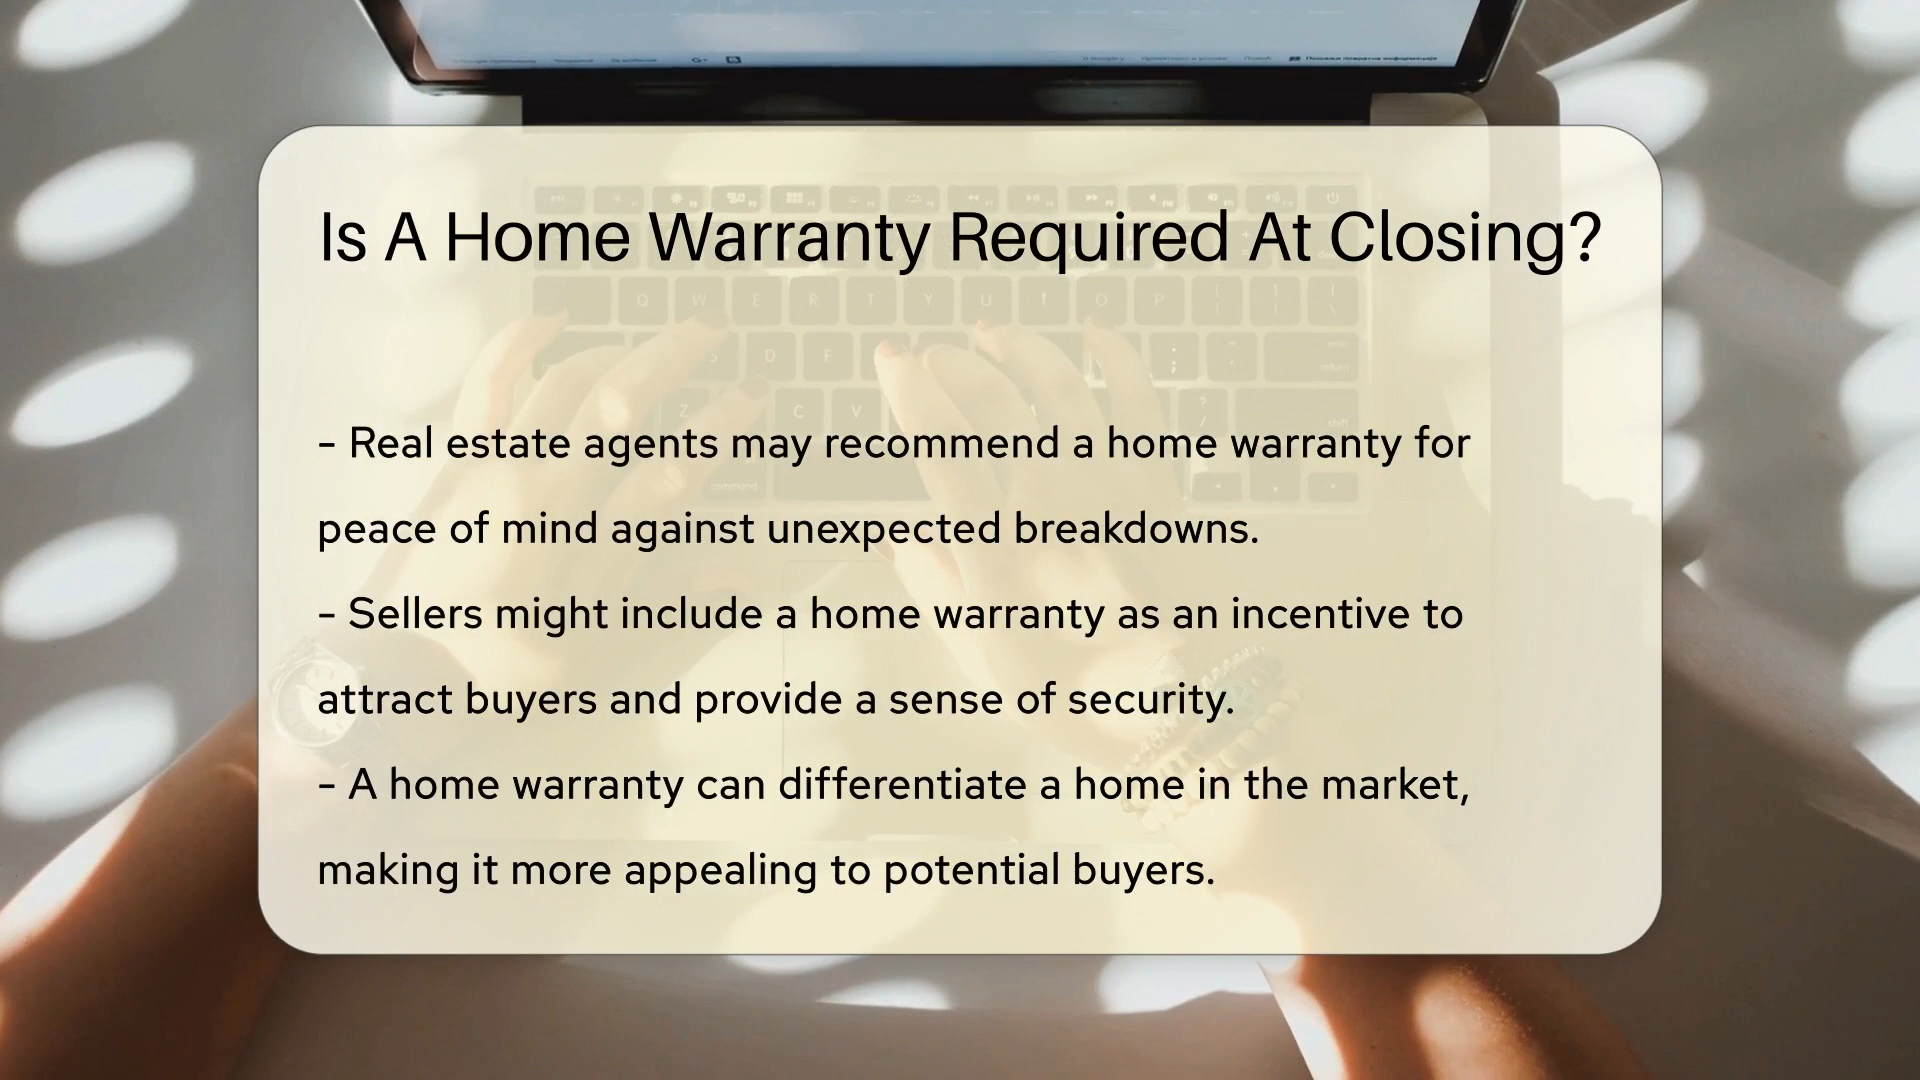 Is A Home Warranty Required At Closing?
- Real estate agents may recommend a home warranty for
peace of mind against unexpected breakdowns.
- Sellers might include a home warranty as an incentive to
attract buyers and provide a sense of security.
- A home warranty can differentiate a home in the market,
making it more appealing to potential buyers.